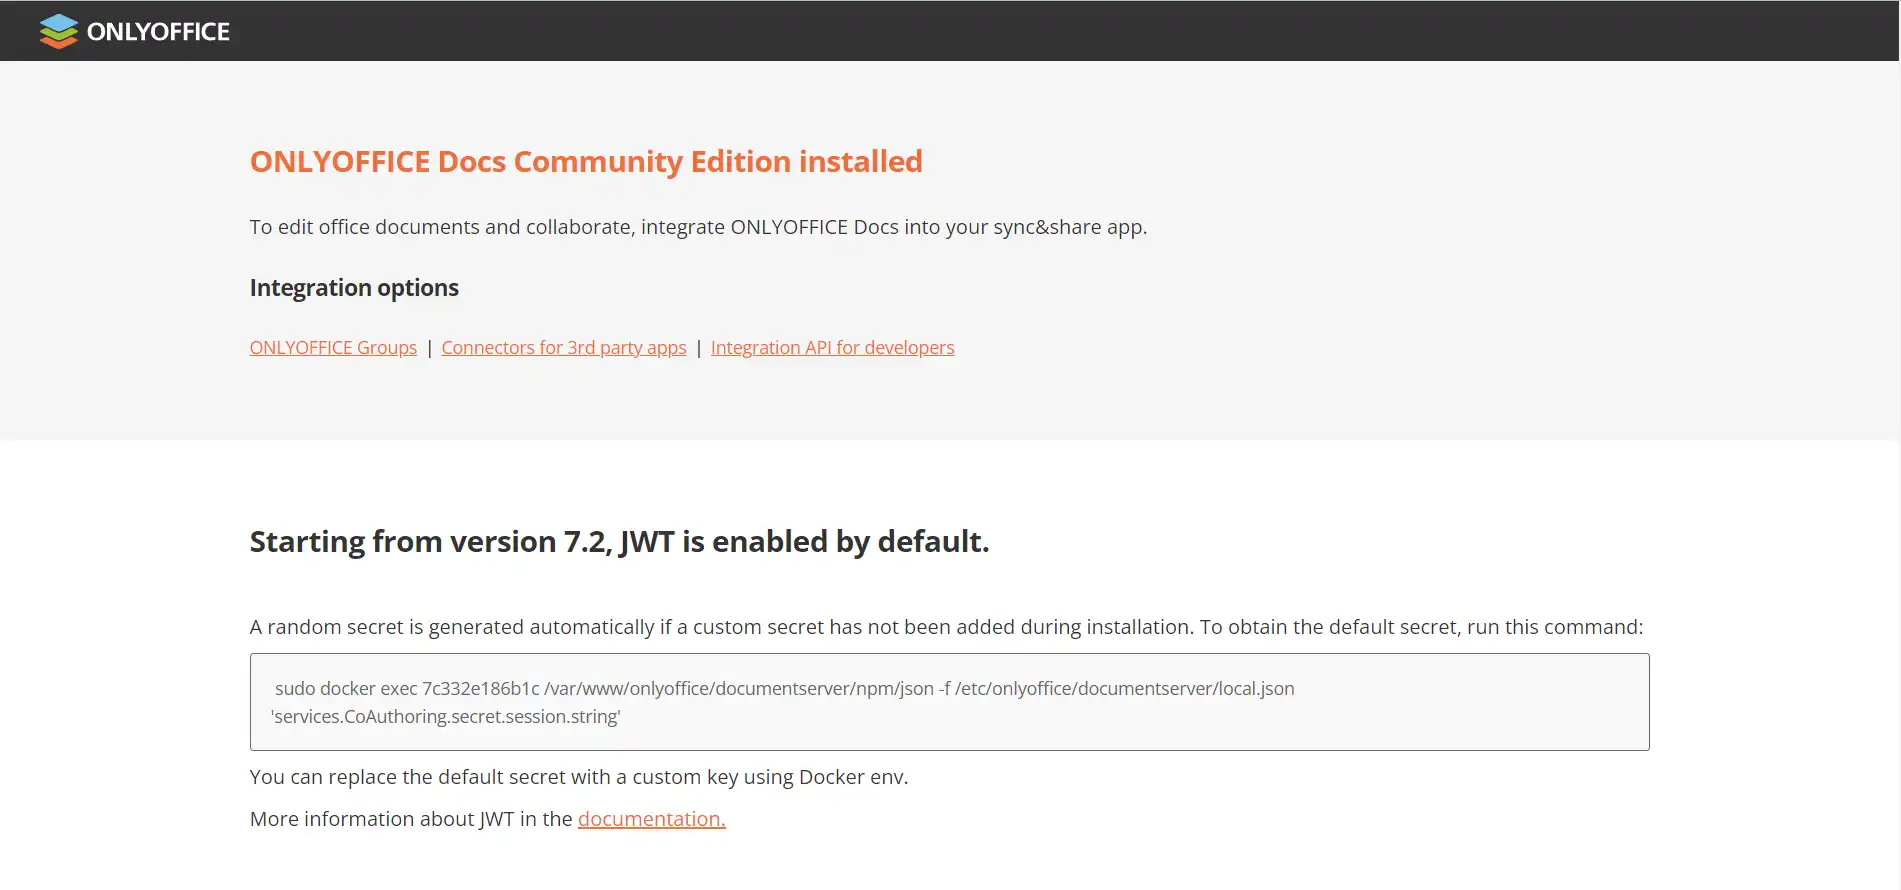 ONLYOFFICE
ONLYOFFICE Docs Community Edition installed
To edit office documents and collaborate, integrate ONLYOFFICE Docs into your sync&share app.
Integration options
ONLYOFFICE Groups | Connectors for 3rd party apps | Integration API for developers
Starting from version 7.2, JWT is enabled by default.
A random secret is generated automatically if a custom secret has not been added during installation. To obtain the default secret, run this command:
sudo docker exec 7c332e186b1c /var/www/onlyoffice/documentserver/npm/json -f /etc/onlyoffice/documentserver/local.json
'services.CoAuthoring.secret.session.string'
You can replace the default secret with a custom key using Docker env.
More information about JWT in the documentation.